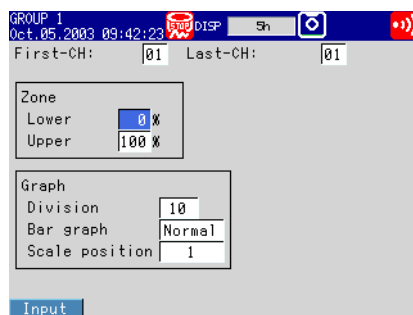 GROUP 1
Oct.05.2003 09:42:23 STOP DISP 5h
First-CH: 01 Last-CH: 01
Zone
Lower 0 %
Upper 100 %
Graph
Division 10
Bar graph Normal
Scale position 1
Input